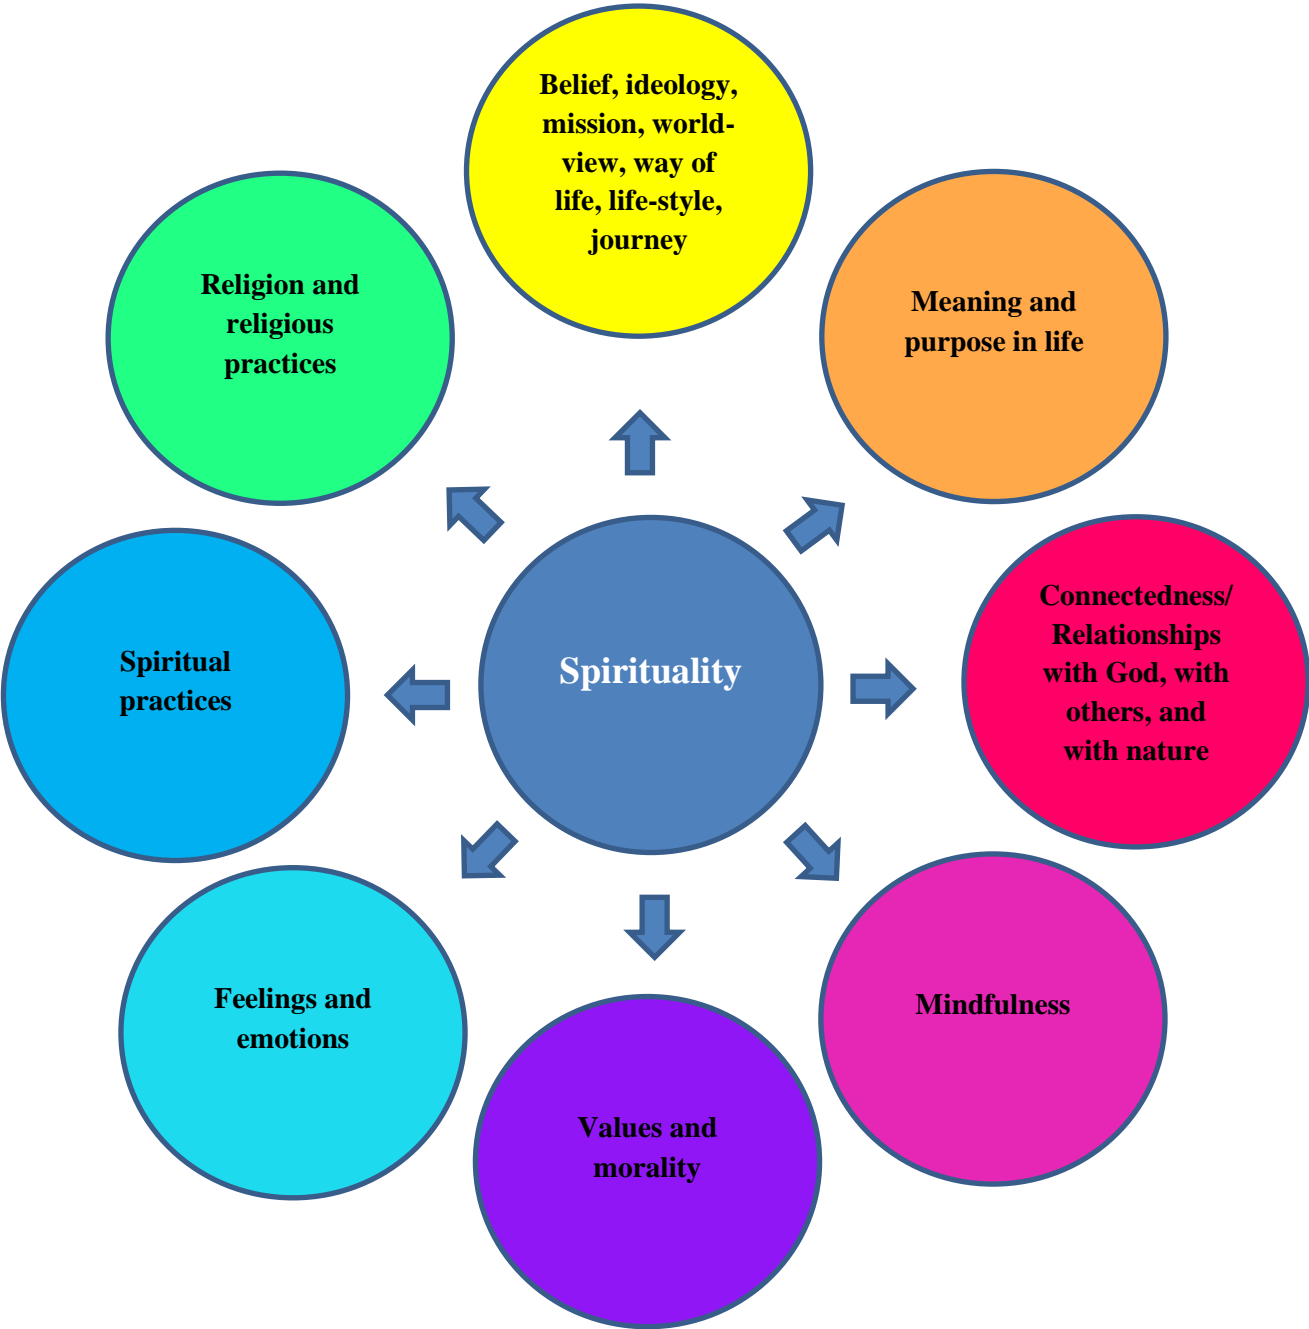 Belief, ideology,
mission, world-
view, way of
life, life-style,
journey
Meaning and
purpose in life
Connectedness/
Relationships
with God, with
others, and
with nature
Mindfulness
Values and
morality
Feelings and
emotions
Spiritual
practices
Religion and
religious
practices
Spirituality